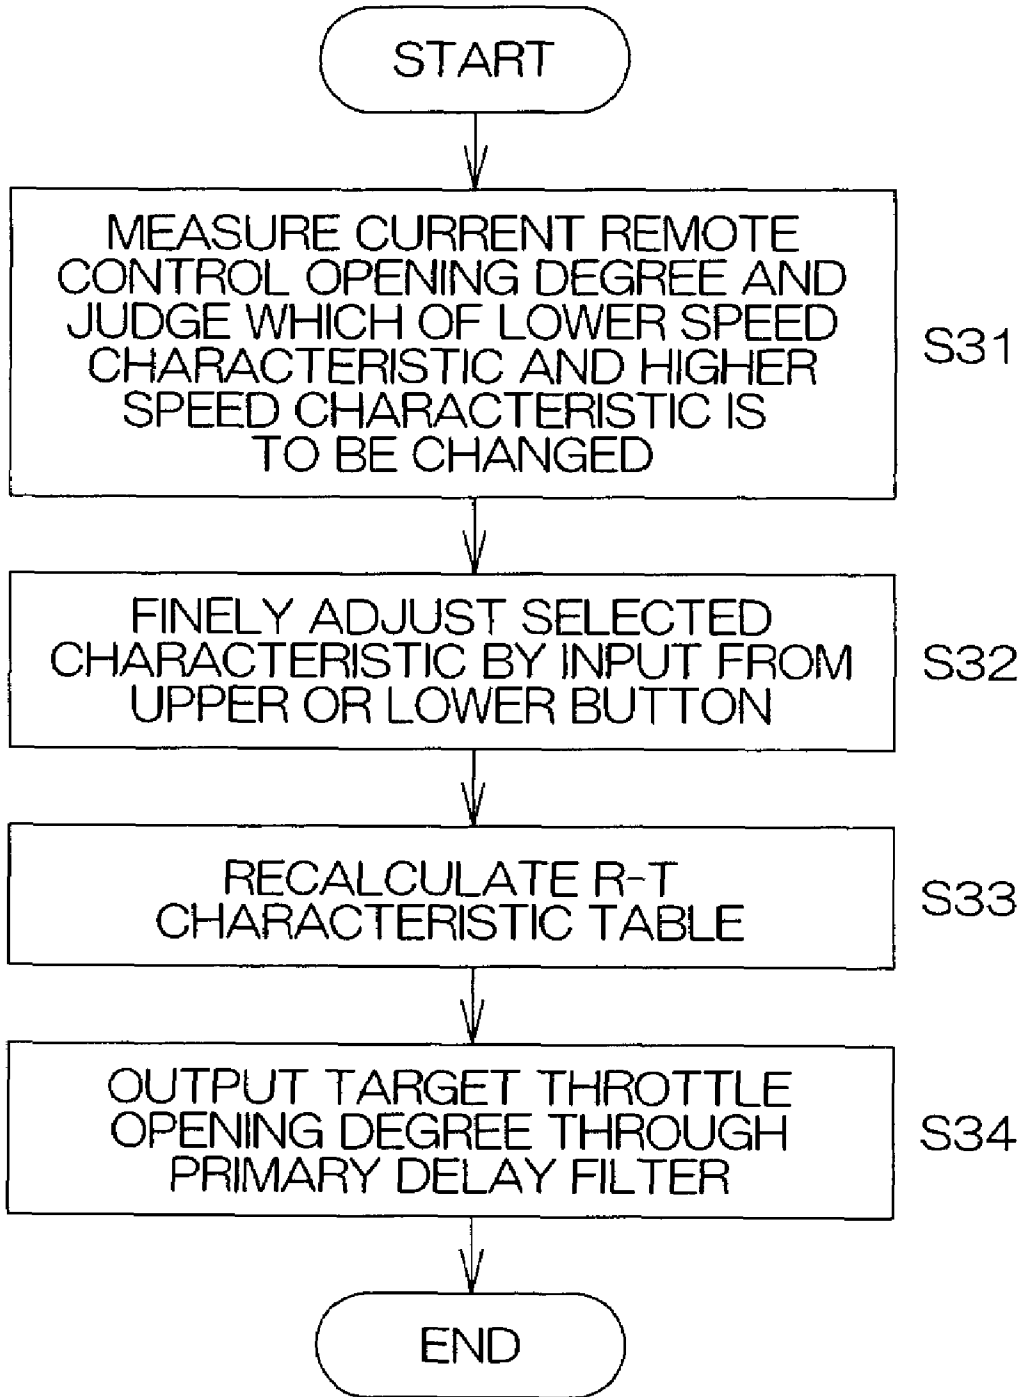 START
MEASURE CURRENT REMOTE
CONTROL OPENING DEGREE AND
JUDGE WHICH OF LOWER SPEED
CHARACTERISTIC AND HIGHER
SPEED CHARACTERISTIC IS
TO BE CHANGED
S31
FINELY ADJUST SELECTED
CHARACTERISTIC BY INPUT FROM
UPPER OR LOWER BUTTON
S32
RECALCULATE R-T
CHARACTERISTIC TABLE
S33
OUTPUT TARGET THROTTLE
OPENING DEGREE THROUGH
PRIMARY DELAY FILTER
S34
END